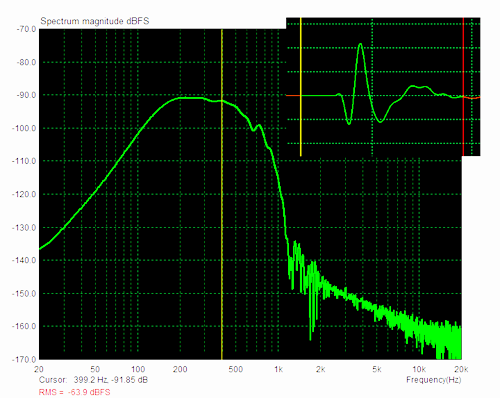 Spectrum magnitude dBFS
-70.0
-80.0
-90.0
-100.0
-110.0
-120.0
-130.0
-140.0
-150.0
-160.0
-170.0
20 50 100 200 500 1K 2K 5K 10K 20K
Cursor: 399.2 Hz, -91.85 dB Frequency(Hz)
RMS = -63.9 dBFS